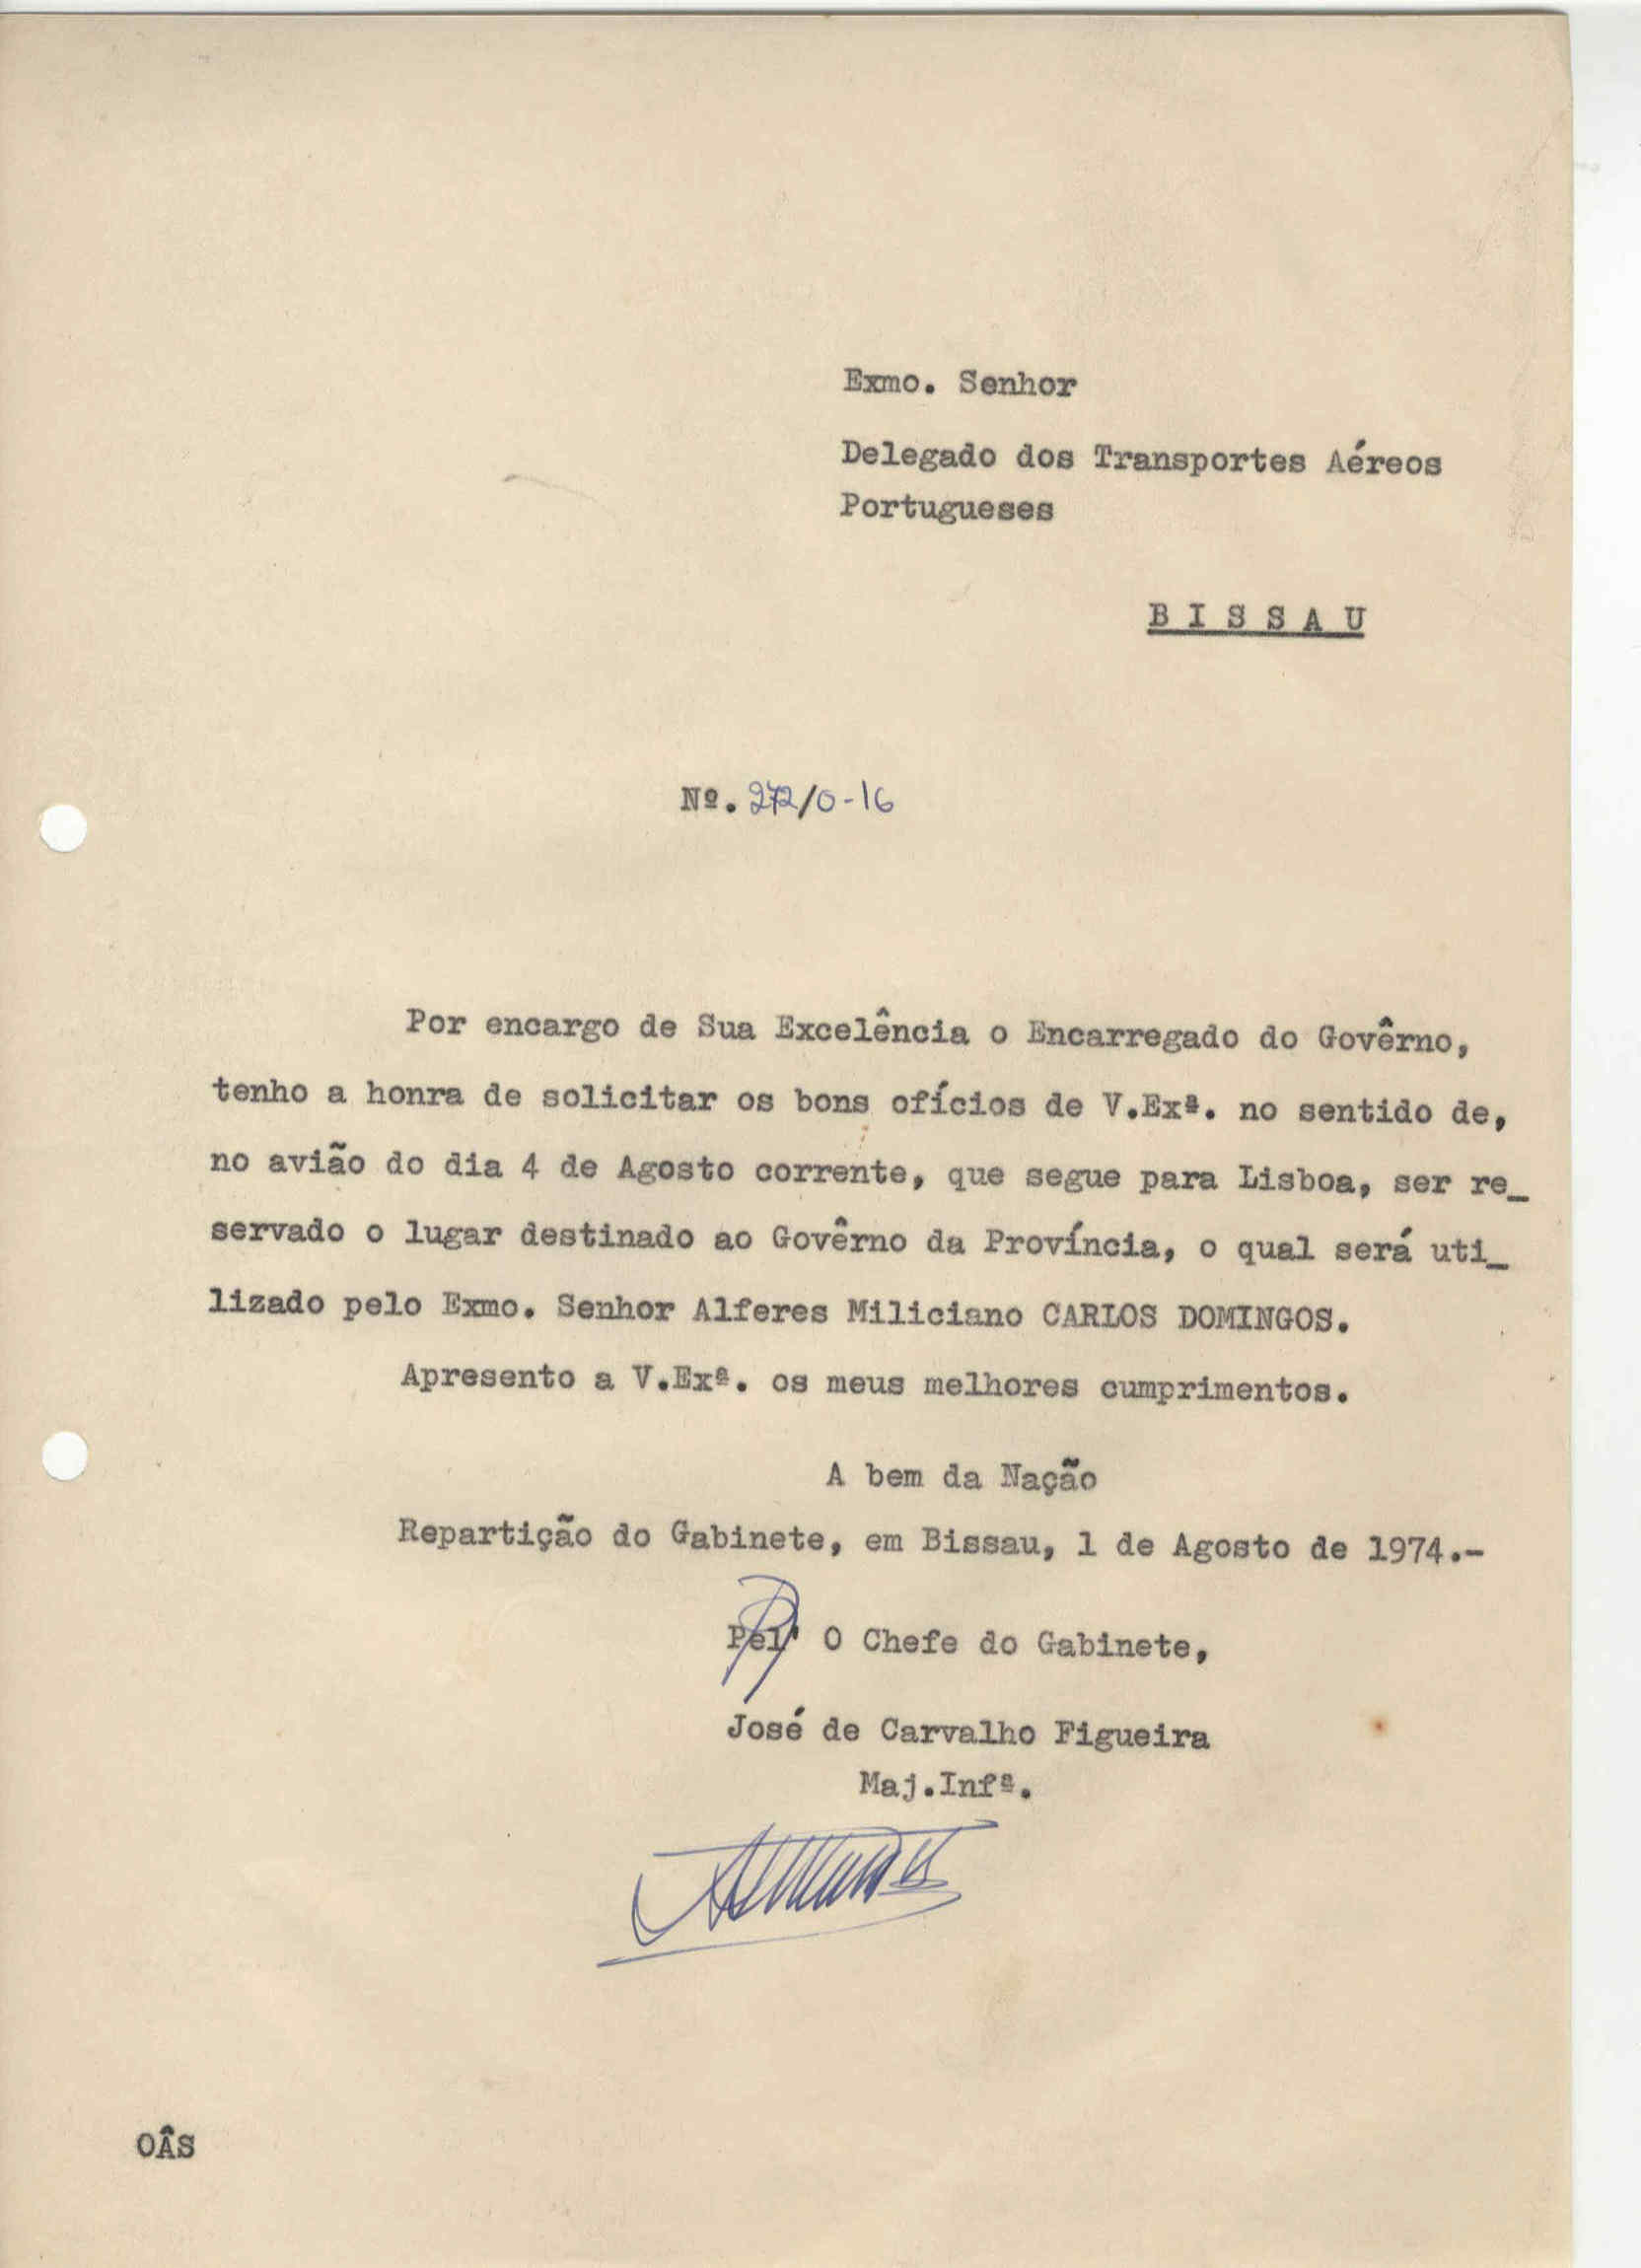 Exmo. Senhor
Delegado dos Transportes Aéreos
Portugueses
B I S S A U
Nº. 272/O-16
Por encargo de Sua Excelência o Encarregado do Govêrno,
tenho a honra de solicitar os bons ofícios de V.Exª. no sentido de,
no avião do dia 4 de Agosto corrente, que segue para Lisboa, ser re_
servado o lugar destinado ao Govêrno da Província, o qual será uti_
lizado pelo Exmo. Senhor Alferes Miliciano CARLOS DOMINGOS.
Apresento a V.Exª. os meus melhores cumprimentos.
A bem da Nação
Repartição do Gabinete, em Bissau, 1 de Agosto de 1974.-
Pel' O Chefe do Gabinete,
José de Carvalho Figueira
Maj.Infª.
OÂS